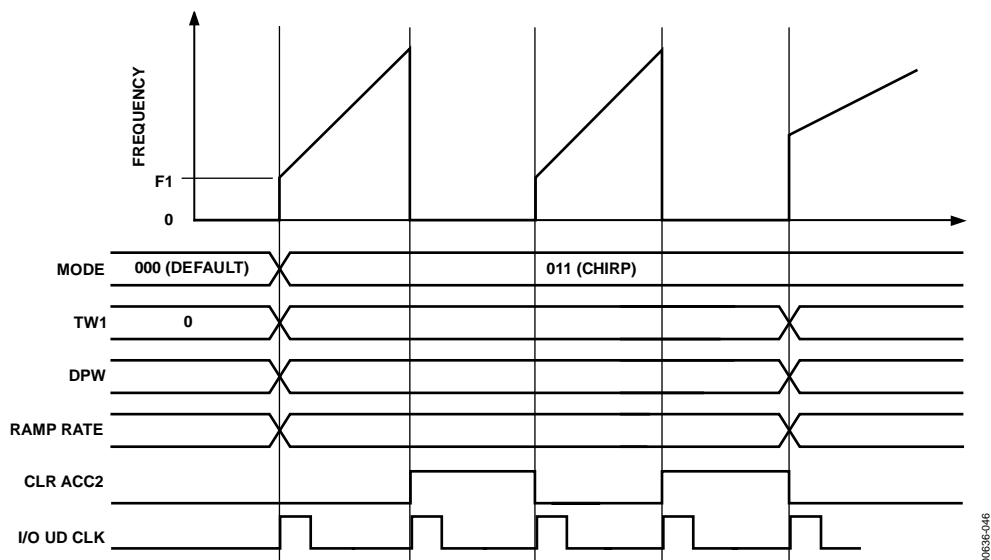 FREQUENCY
F1
0
MODE
000 (DEFAULT)
011 (CHIRP)
TW1
0
DPW
RAMP RATE
CLR ACC2
I/O UD CLK
00636-046